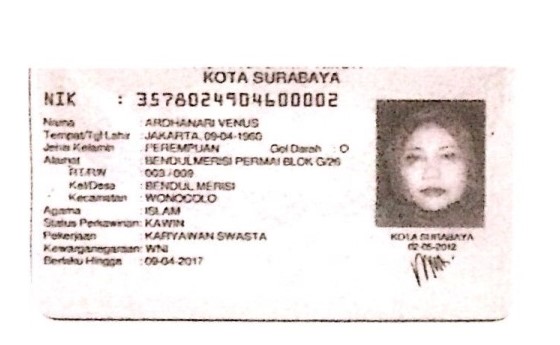 KOTA SURABAYA
NIK : 3578024904600002
Nama : ARDHANARI VENUS
Tempat/Tgl Lahir : JAKARTA, 09-04-1960
Jenis Kelamin : PEREMPUAN Gol Darah : O
Alamat : BENDULMERISI PERMAI BLOK G/26
RT/RW : 003 / 009
Kel/Desa : BENDUL MERISI
Kecamatan : WONOCOLO
Agama : ISLAM
Status Perkawinan: KAWIN
Pekerjaan : KARYAWAN SWASTA
Kewarganegaraan: WNI
Berlaku Hingga : 09-04-2017
KOTA SURABAYA
02-05-2012